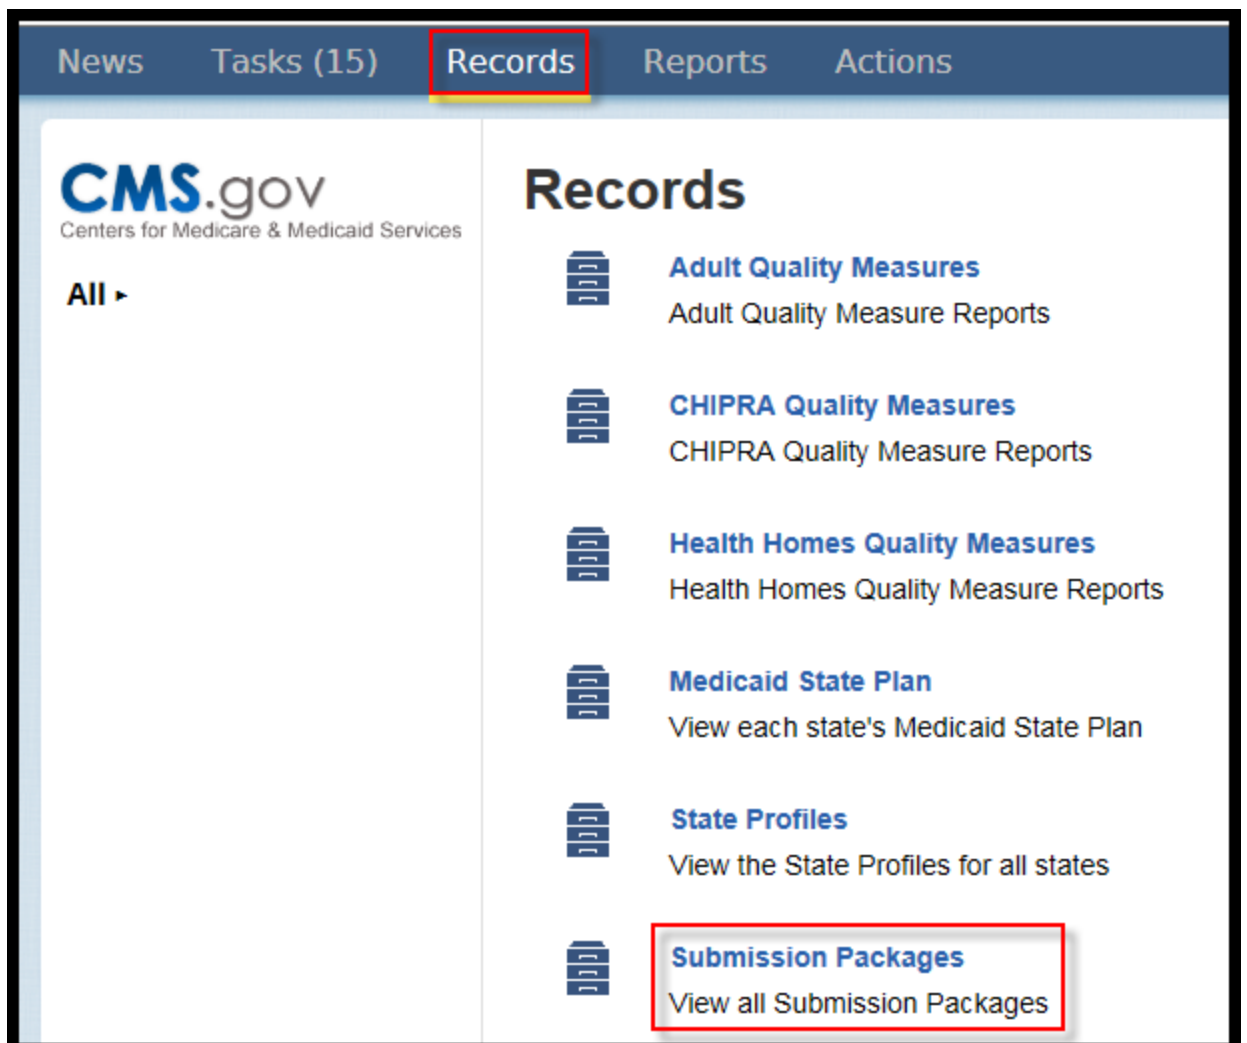 News Tasks (15) Records Reports Actions
CMS.gov
Centers for Medicare & Medicaid Services
All ▸
Records
Adult Quality Measures
Adult Quality Measure Reports
CHIPRA Quality Measures
CHIPRA Quality Measure Reports
Health Homes Quality Measures
Health Homes Quality Measure Reports
Medicaid State Plan
View each state's Medicaid State Plan
State Profiles
View the State Profiles for all states
Submission Packages
View all Submission Packages